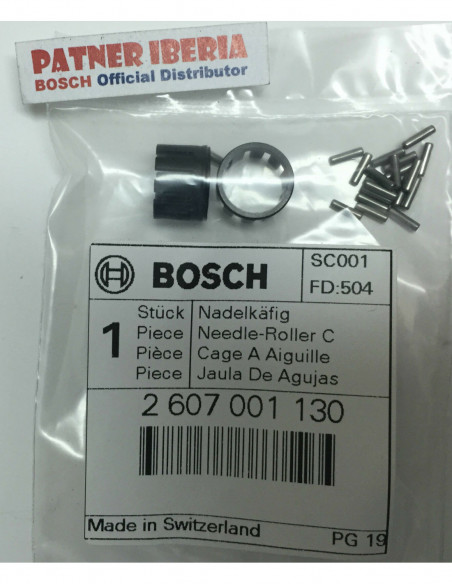 PATNER IBERIA
BOSCH Official Distributor
BOSCH
SC001
FD:504
1
Stück Nadelkäfig
Piece Needle-Roller C
Pièce Cage A Aiguille
Piece Jaula De Agujas
2 607 001 130
Made in Switzerland
PG 19